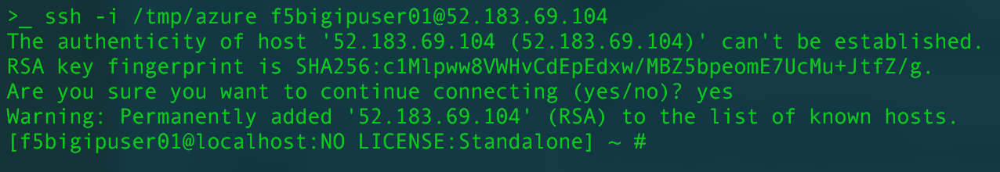 >_ ssh -i /tmp/azure f5bigipuser01@52.183.69.104
The authenticity of host '52.183.69.104 (52.183.69.104)' can't be established.
RSA key fingerprint is SHA256:c1Mlpww8VWHvCdEpEdxw/MBZ5bpeomE7UcMu+JtfZ/g.
Are you sure you want to continue connecting (yes/no)? yes
Warning: Permanently added '52.183.69.104' (RSA) to the list of known hosts.
[f5bigipuser01@localhost:NO LICENSE:Standalone] ~ #